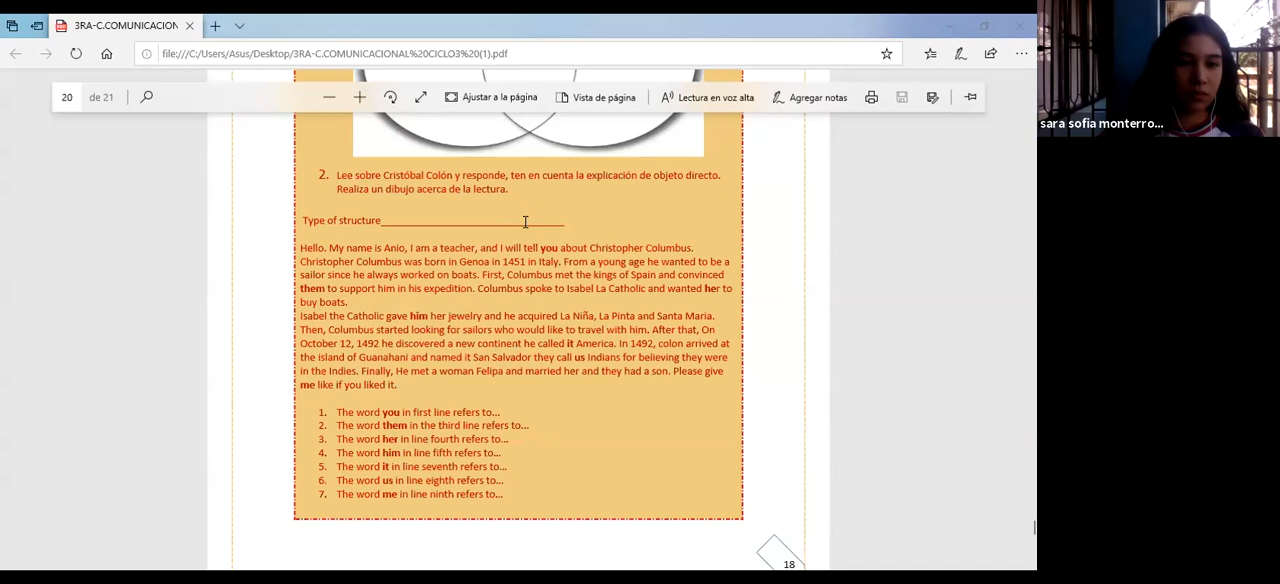 3RA-C.COMUNICACION
file:///C:/Users/Asus/Desktop/3RA-C.COMUNICACIONAL%20CICLO3%20(1).pdf
20 de 21 Ajustar a la página Vista de página Lectura en voz alta Agregar notas
sara sofia monterro...
2. Lee sobre Cristóbal Colón y responde, ten en cuenta la explicación de objeto directo.
Realiza un dibujo acerca de la lectura.
Type of structure______________________________
Hello. My name is Anio, I am a teacher, and I will tell you about Christopher Columbus.
Christopher Columbus was born in Genoa in 1451 in Italy. From a young age he wanted to be a
sailor since he always worked on boats. First, Columbus met the kings of Spain and convinced
them to support him in his expedition. Columbus spoke to Isabel La Catholic and wanted her to
buy boats.
Isabel the Catholic gave him her jewelry and he acquired La Niña, La Pinta and Santa Maria.
Then, Columbus started looking for sailors who would like to travel with him. After that, On
October 12, 1492 he discovered a new continent he called it America. In 1492, colon arrived at
the island of Guanahani and named it San Salvador they call us Indians for believing they were
in the Indies. Finally, He met a woman Felipa and married her and they had a son. Please give
me like if you liked it.
1. The word you in first line refers to...
2. The word them in the third line refers to...
3. The word her in line fourth refers to...
4. The word him in line fifth refers to...
5. The word it in line seventh refers to...
6. The word us in line eighth refers to...
7. The word me in line ninth refers to...
18